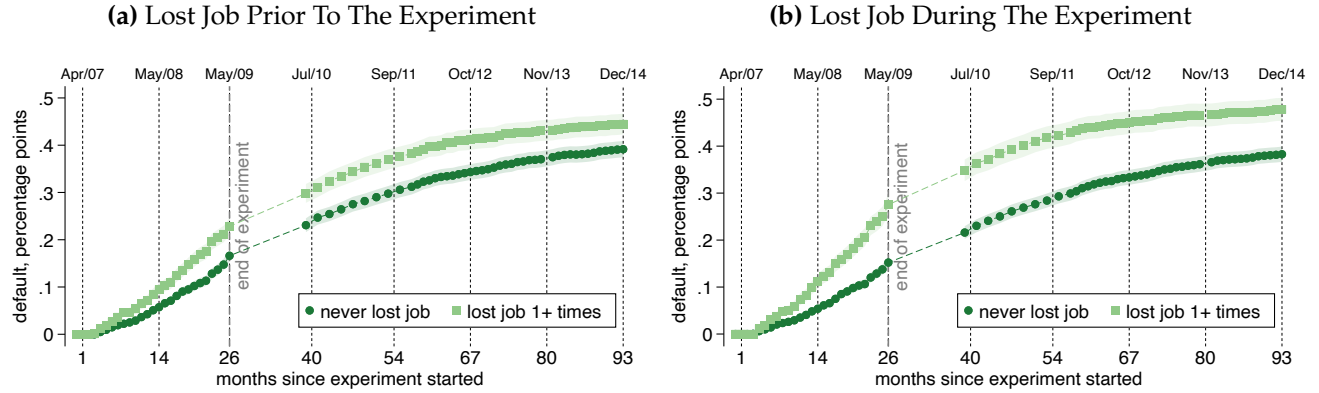 (a) Lost Job Prior To The Experiment
Apr/07 May/08 May/09 Jul/10 Sep/11 Oct/12 Nov/13 Dec/14
default, percentage points
.5
.4
.3
.2
.1
0
end of experiment
never lost job lost job 1+ times
1 14 26 40 54 67 80 93
months since experiment started
(b) Lost Job During The Experiment
Apr/07 May/08 May/09 Jul/10 Sep/11 Oct/12 Nov/13 Dec/14
default, percentage points
.5
.4
.3
.2
.1
0
end of experiment
never lost job lost job 1+ times
1 14 26 40 54 67 80 93
months since experiment started